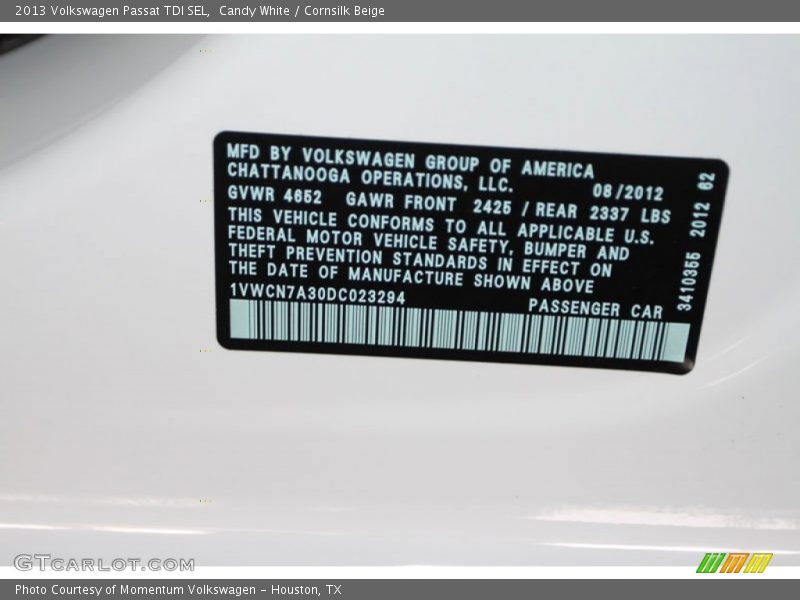 2013 Volkswagen Passat TDI SEL,  Candy White / Cornsilk Beige
MFD BY VOLKSWAGEN GROUP OF AMERICA
CHATTANOOGA OPERATIONS, LLC.
08/2012
GVWR 4652  GAWR FRONT  2425 / REAR 2337 LBS
THIS VEHICLE CONFORMS TO ALL APPLICABLE U.S.
FEDERAL MOTOR VEHICLE SAFETY, BUMPER AND
THEFT PREVENTION STANDARDS IN EFFECT ON
THE DATE OF MANUFACTURE SHOWN ABOVE
1VWCN7A30DC023294
PASSENGER CAR
3410355  2012 62
GTCARLOT.COM
Photo Courtesy of Momentum Volkswagen - Houston, TX